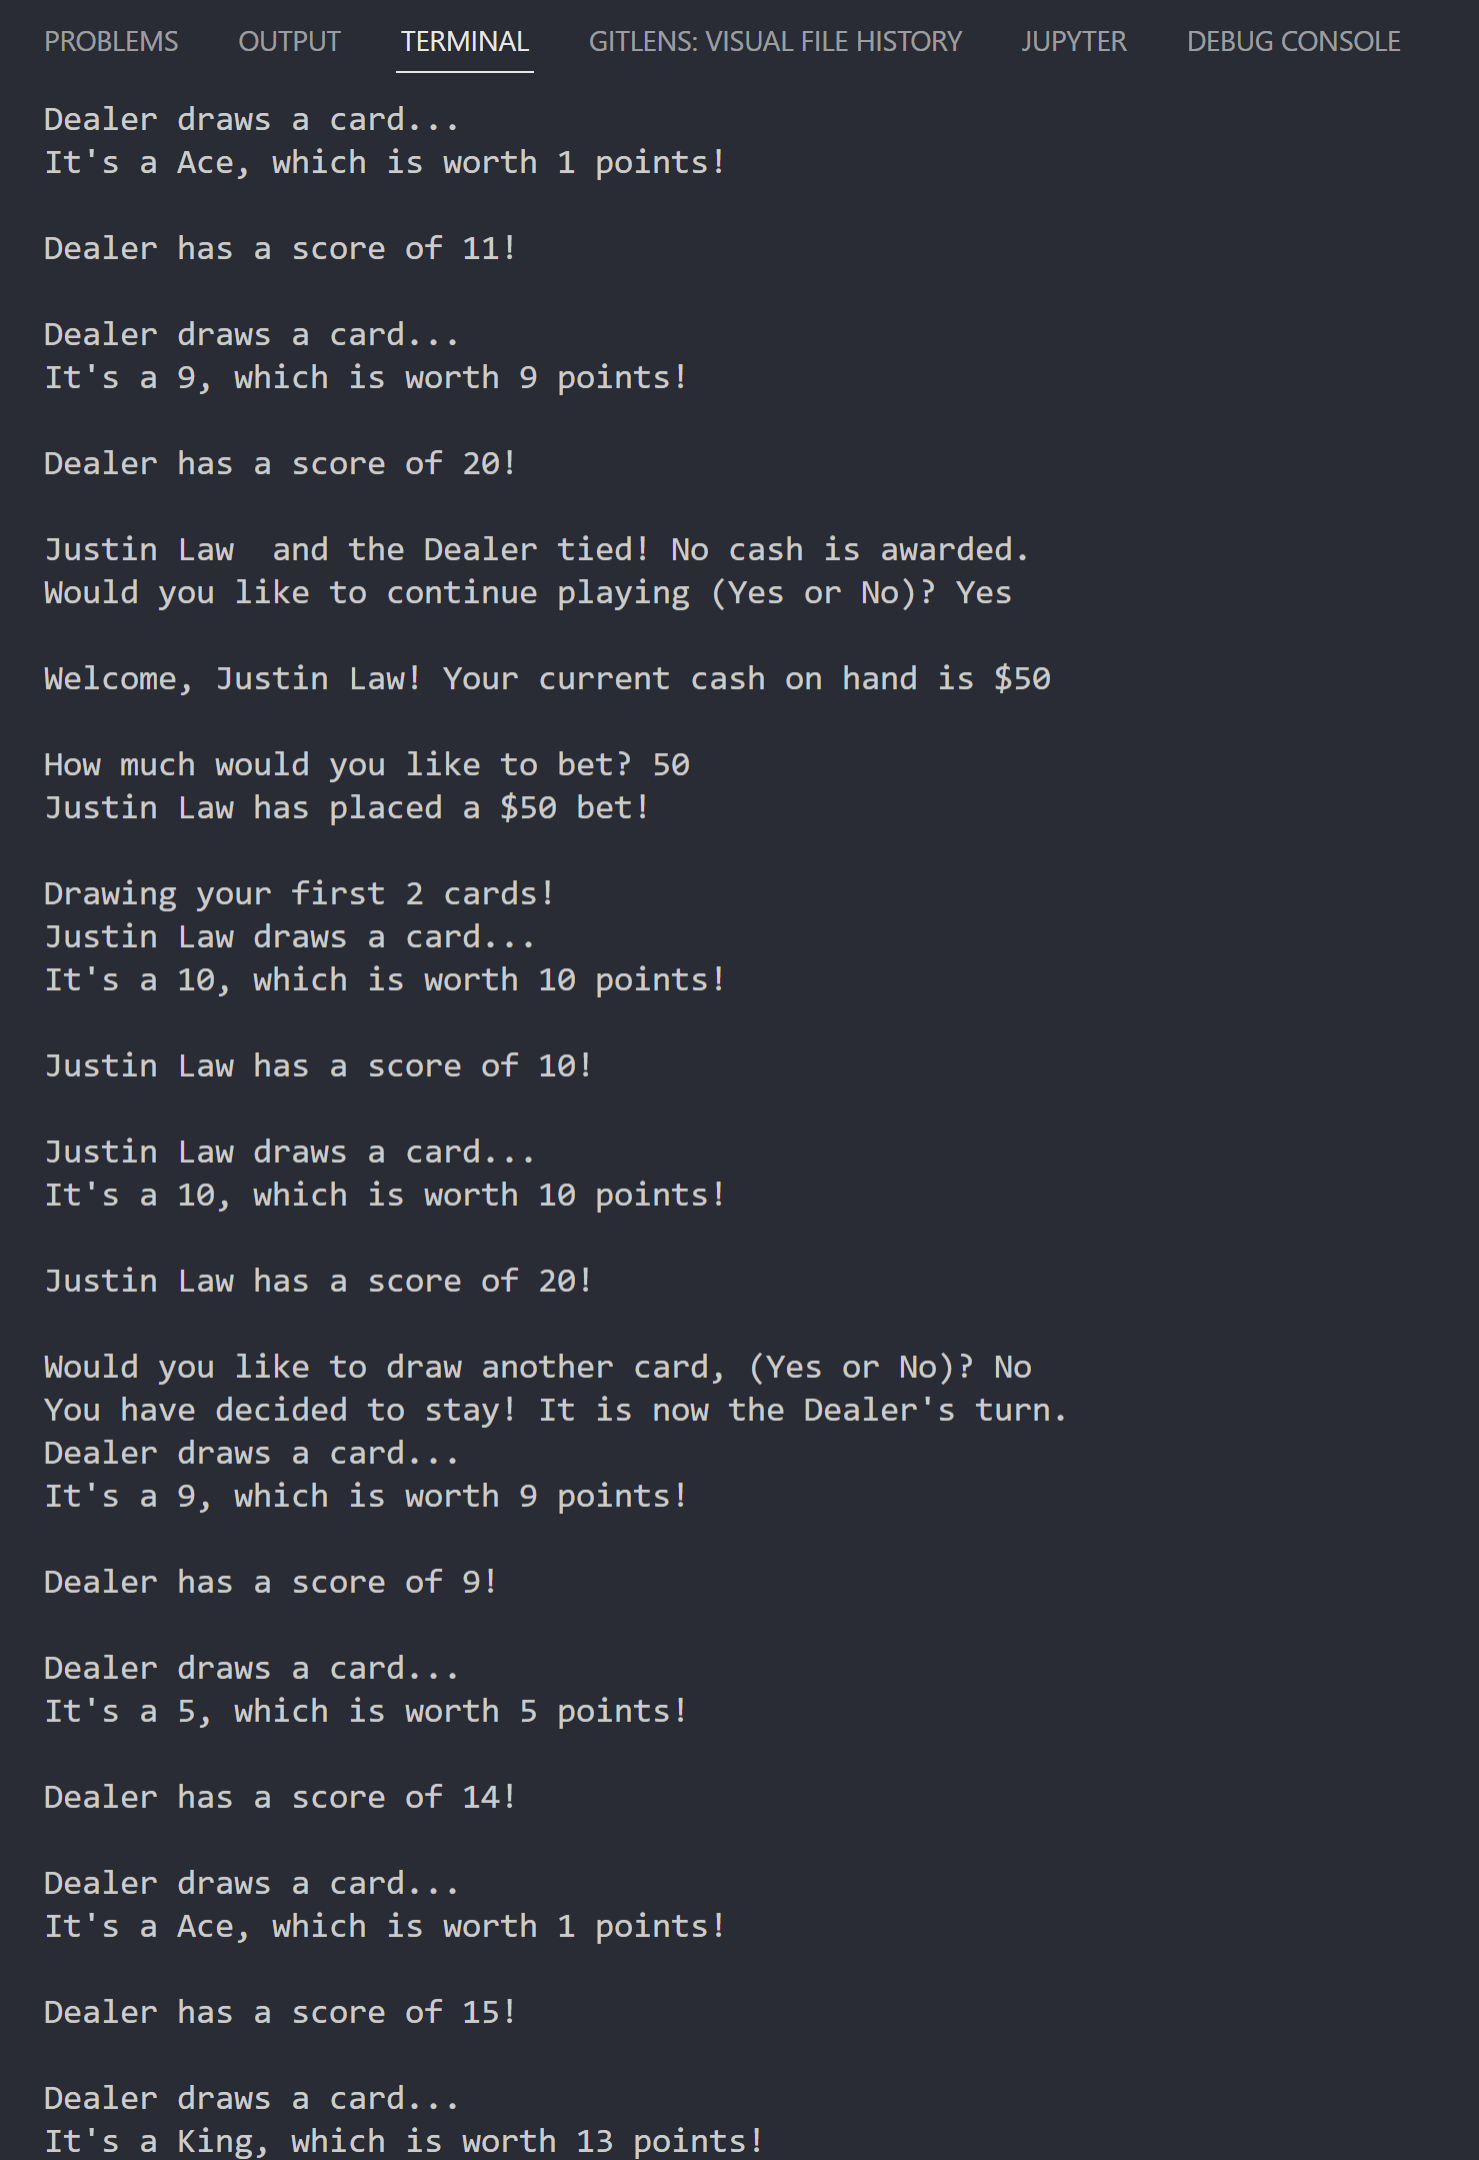 PROBLEMS OUTPUT TERMINAL GITLENS: VISUAL FILE HISTORY JUPYTER DEBUG CONSOLE
Dealer draws a card...
It's a Ace, which is worth 1 points!
Dealer has a score of 11!
Dealer draws a card...
It's a 9, which is worth 9 points!
Dealer has a score of 20!
Justin Law  and the Dealer tied! No cash is awarded.
Would you like to continue playing (Yes or No)? Yes
Welcome, Justin Law! Your current cash on hand is $50
How much would you like to bet? 50
Justin Law has placed a $50 bet!
Drawing your first 2 cards!
Justin Law draws a card...
It's a 10, which is worth 10 points!
Justin Law has a score of 10!
Justin Law draws a card...
It's a 10, which is worth 10 points!
Justin Law has a score of 20!
Would you like to draw another card, (Yes or No)? No
You have decided to stay! It is now the Dealer's turn.
Dealer draws a card...
It's a 9, which is worth 9 points!
Dealer has a score of 9!
Dealer draws a card...
It's a 5, which is worth 5 points!
Dealer has a score of 14!
Dealer draws a card...
It's a Ace, which is worth 1 points!
Dealer has a score of 15!
Dealer draws a card...
It's a King, which is worth 13 points!